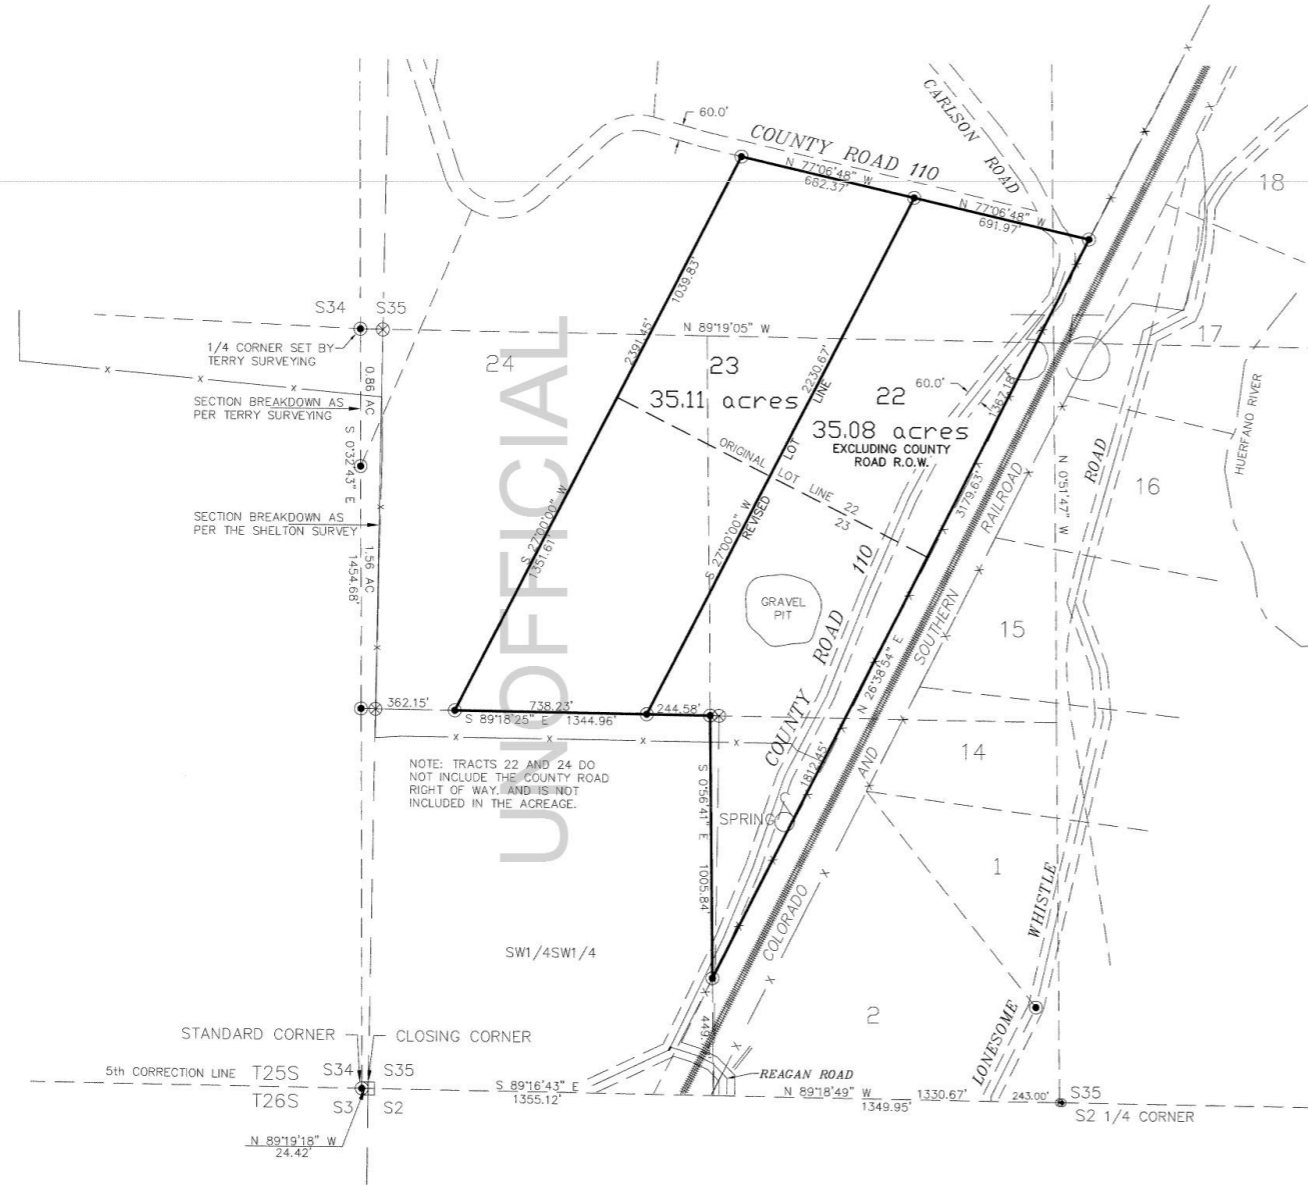 60.0'
COUNTY ROAD 110
CARLSON ROAD
N 77°06'48" W
662.37'
N 77°06'48" W
691.97'
18
1039.83'
S34 S35
N 89°19'05" W
17
1/4 CORNER SET BY
TERRY SURVEYING
24
2391.45'
23
35.11 acres
2230.67'
LINE
60.0'
22
35.08 acres
EXCLUDING COUNTY
ROAD R.O.W.
1367.18'
0.86 AC
SECTION BREAKDOWN AS
PER TERRY SURVEYING
S 0°32'43" E
HUERFANO RIVER
ORIGINAL LOT LINE 22
23
LOT
REVISED
S 27°00'00" W
N 0°51'47" W
ROAD
16
3179.63'
RAILROAD
SECTION BREAKDOWN AS
PER THE SHELTON SURVEY
S 27°00'00" W
1351.61'
1.56 AC
1454.68'
UNOFFICIAL
GRAVEL
PIT
COUNTY ROAD 110
SOUTHERN
15
N 26°38'54" E
362.15'
738.23'
S 89°18'25" E 1344.96'
244.58'
1812.45'
AND
14
NOTE: TRACTS 22 AND 24 DO
NOT INCLUDE THE COUNTY ROAD
RIGHT OF WAY. AND IS NOT
INCLUDED IN THE ACREAGE.
S 0°56'41" E 1005.84'
SPRING
1
COLORADO
WHISTLE
SW1/4SW1/4
2
LONESOME
STANDARD CORNER
CLOSING CORNER
5th CORRECTION LINE T25S
S34 S35
T26S
S3 S2
S 89°16'43" E
1355.12'
REAGAN ROAD
N 89°18'49" W 1330.67'
1349.95'
243.00'
S35
S2 1/4 CORNER
N 89°19'18" W
24.42'